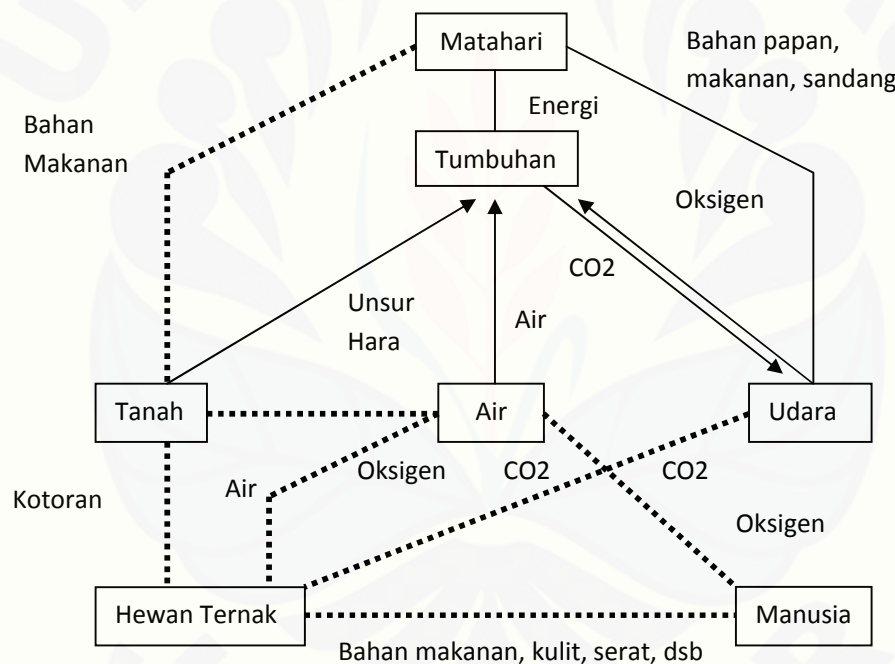 Matahari
Bahan papan,
makanan, sandang
Energi
Bahan
Makanan
Tumbuhan
Oksigen
CO2
Unsur
Hara
Air
Tanah
Air
Udara
Oksigen
CO2
CO2
Air
Kotoran
Oksigen
Hewan Ternak
Manusia
Bahan makanan, kulit, serat, dsb